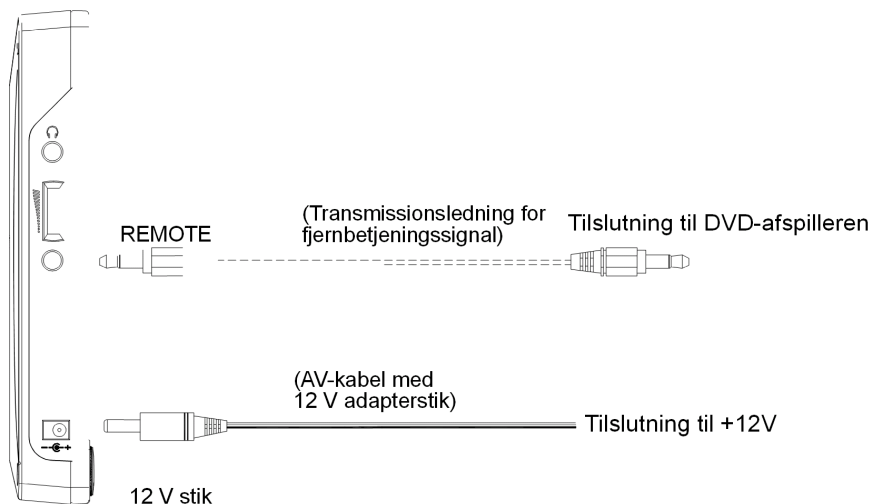 REMOTE
(Transmissionsledning for
fjernbetjeningssignal)
Tilslutning til DVD-afspilleren
(AV-kabel med
12 V adapterstik)
Tilslutning til +12V
12 V stik